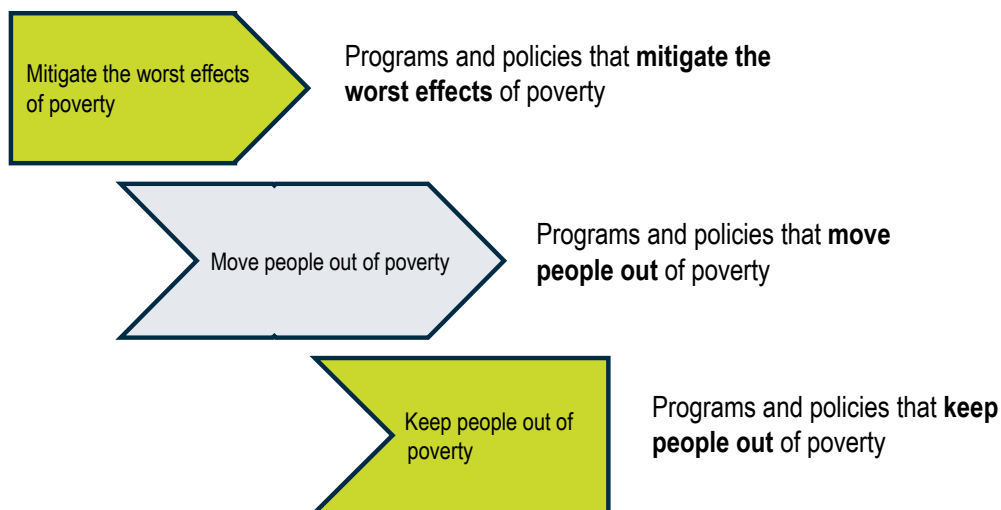 Mitigate the worst effects
of poverty
Programs and policies that mitigate the
worst effects of poverty
Move people out of poverty
Programs and policies that move
people out of poverty
Keep people out of
poverty
Programs and policies that keep
people out of poverty